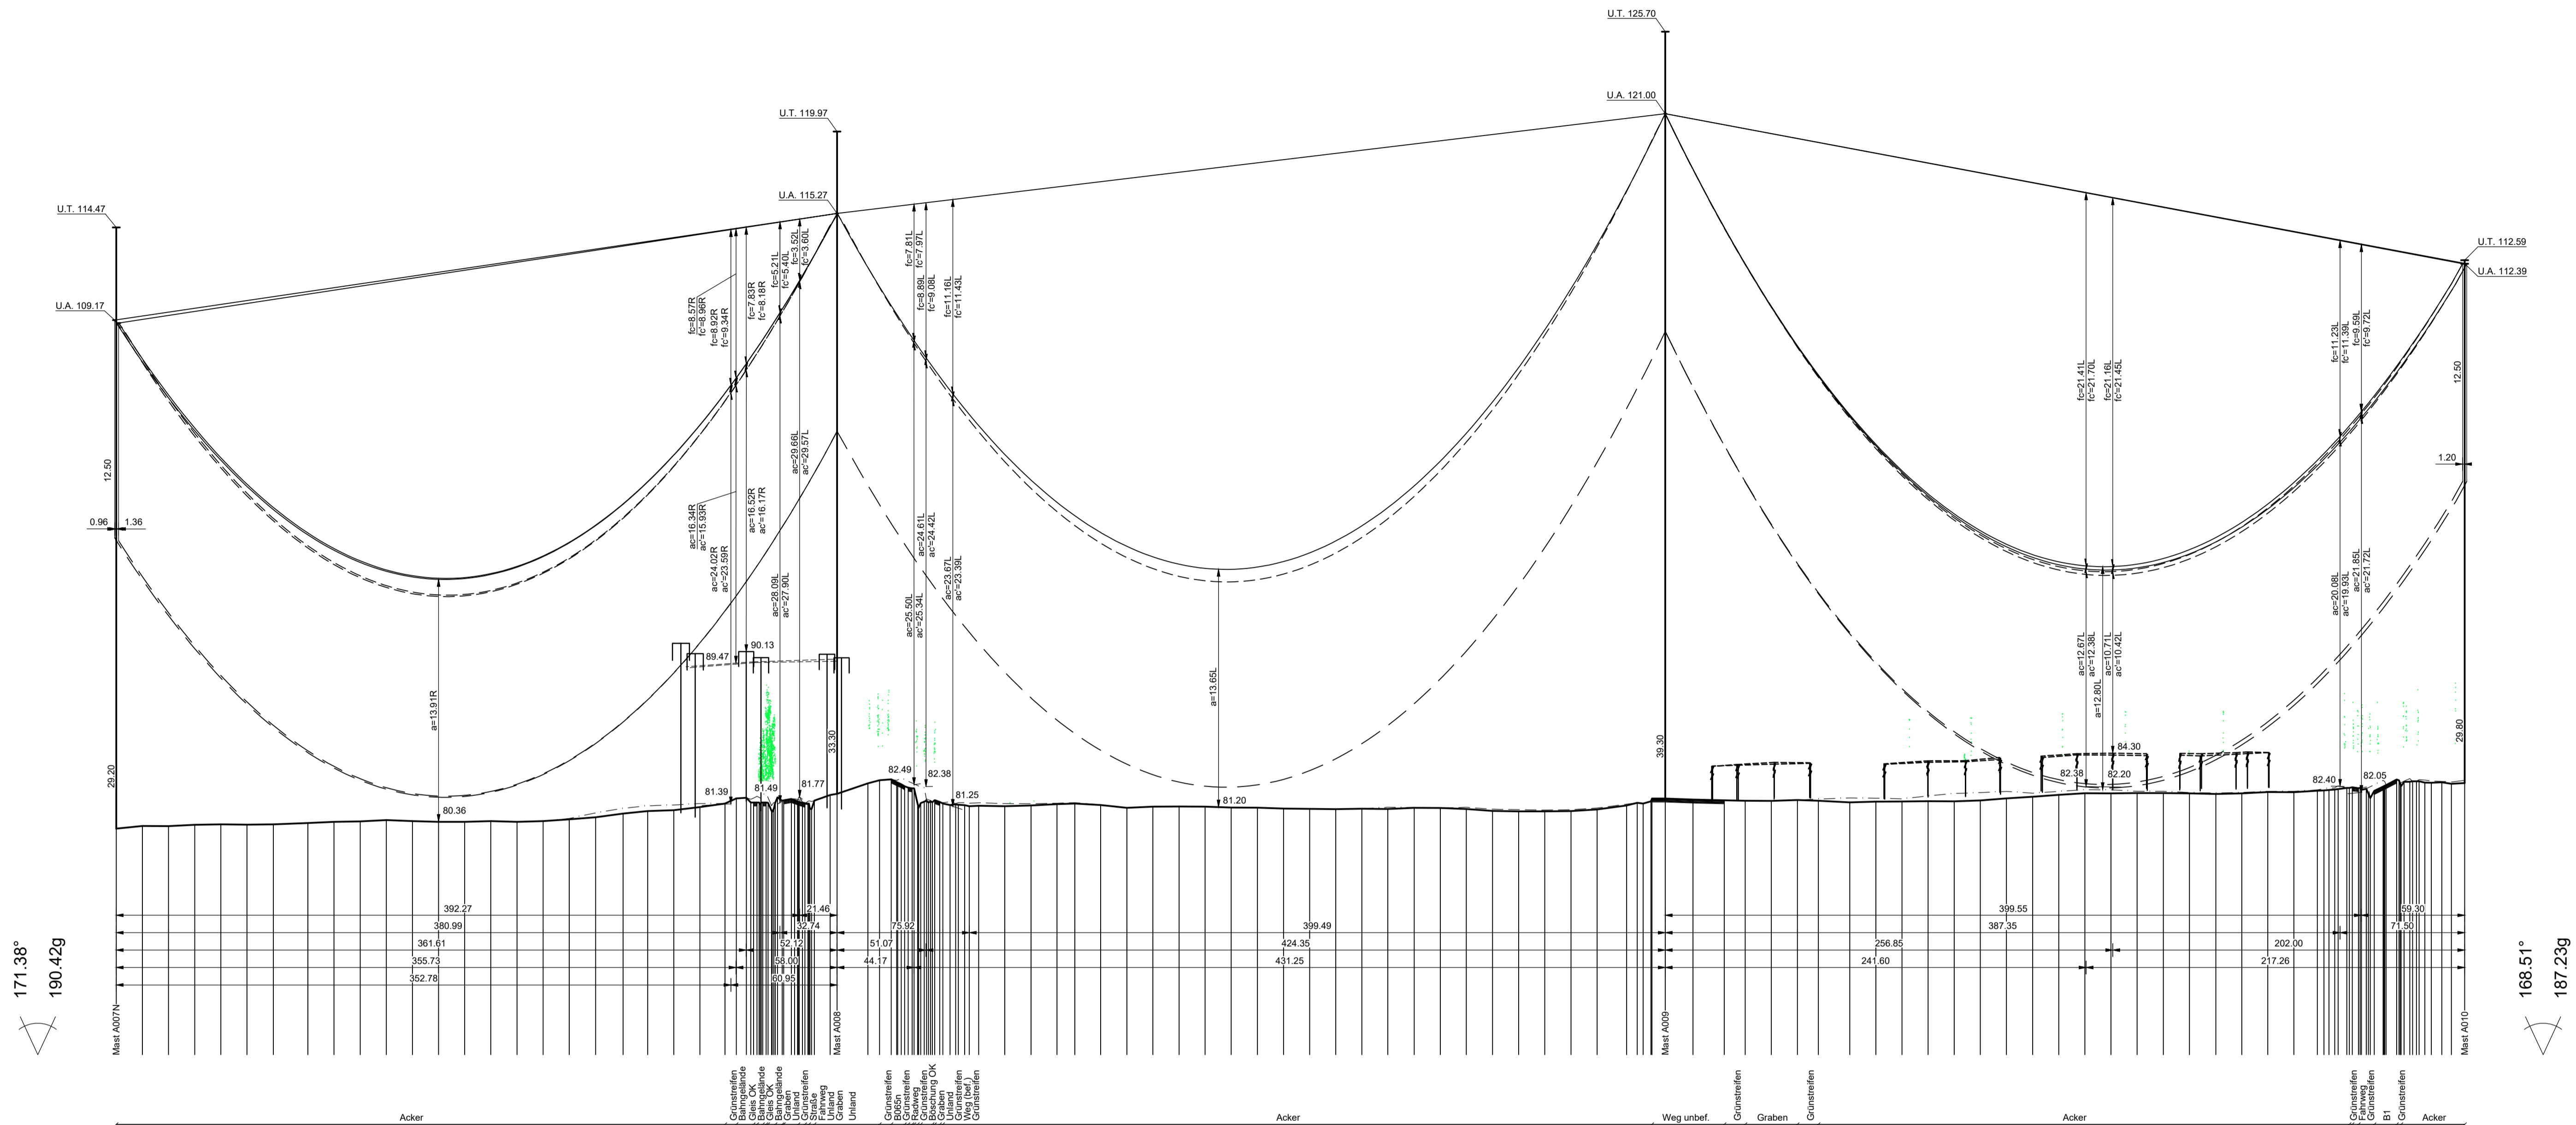 U.T. 125.70
U.A. 121.00
U.T. 119.97
U.A. 115.27
U.T. 114.47
U.A. 109.17
U.T. 112.59
U.A. 112.39
fc=8.57R
fc'=8.96R
fc=8.92R
fc'=9.34R
fc=7.83R
fc'=8.18R
fc=5.21L
fc'=5.40L
fc=3.52L
fc'=3.60L
fc=7.81L
fc'=7.97L
fc=8.89L
fc'=9.08L
fc=11.16L
fc'=11.43L
fc=21.41L
fc'=21.70L
fc=21.16L
fc'=21.45L
fc=11.23L
fc'=11.39L
fc=9.59L
fc'=9.72L
12.50
12.50
0.96
1.36
1.20
ac=16.34R
ac'=15.93R
ac=24.02R
ac'=23.59R
ac=16.52R
ac'=16.17R
ac=28.09L
ac'=27.90L
ac=29.66L
ac'=29.57L
ac=25.50L
ac'=25.34L
ac=24.61L
ac'=24.42L
ac=23.67L
ac'=23.39L
ac=12.67L
ac'=12.38L
ac=10.71L
ac'=10.42L
ac=20.08L
ac'=19.93L
ac=21.85L
ac'=21.72L
a=13.91R
a=13.65L
a=12.80L
29.20
33.30
39.30
29.80
89.47
90.13
81.39
81.49
81.77
80.36
82.49
82.38
81.25
81.20
82.38
82.20
84.30
82.40
82.05
392.27
21.46
399.55
59.30
380.99
32.74
75.92
399.49
387.35
71.50
361.61
52.12
51.07
424.35
256.85
202.00
355.73
58.00
44.17
431.25
241.60
217.26
352.78
60.95
171.38°
190.42g
168.51°
187.23g
Mast A007N
Mast A008
Mast A009
Mast A010
Acker
Grünstreifen
Bahngelände
Gleis OK
Bahngelände
Gleis OK
Bahngelände
Graben
Unland
Grünstreifen
Straße
Fahrweg
Unland
Graben
Unland
Grünstreifen
B065n
Grünstreifen
Radweg
Grünstreifen
Böschung OK
Graben
Unland
Grünstreifen
Weg (bef.)
Grünstreifen
Acker
Weg unbef.
Grünstreifen
Graben
Grünstreifen
Acker
Grünstreifen
Fahrweg
Grünstreifen
B1
Grünstreifen
Acker